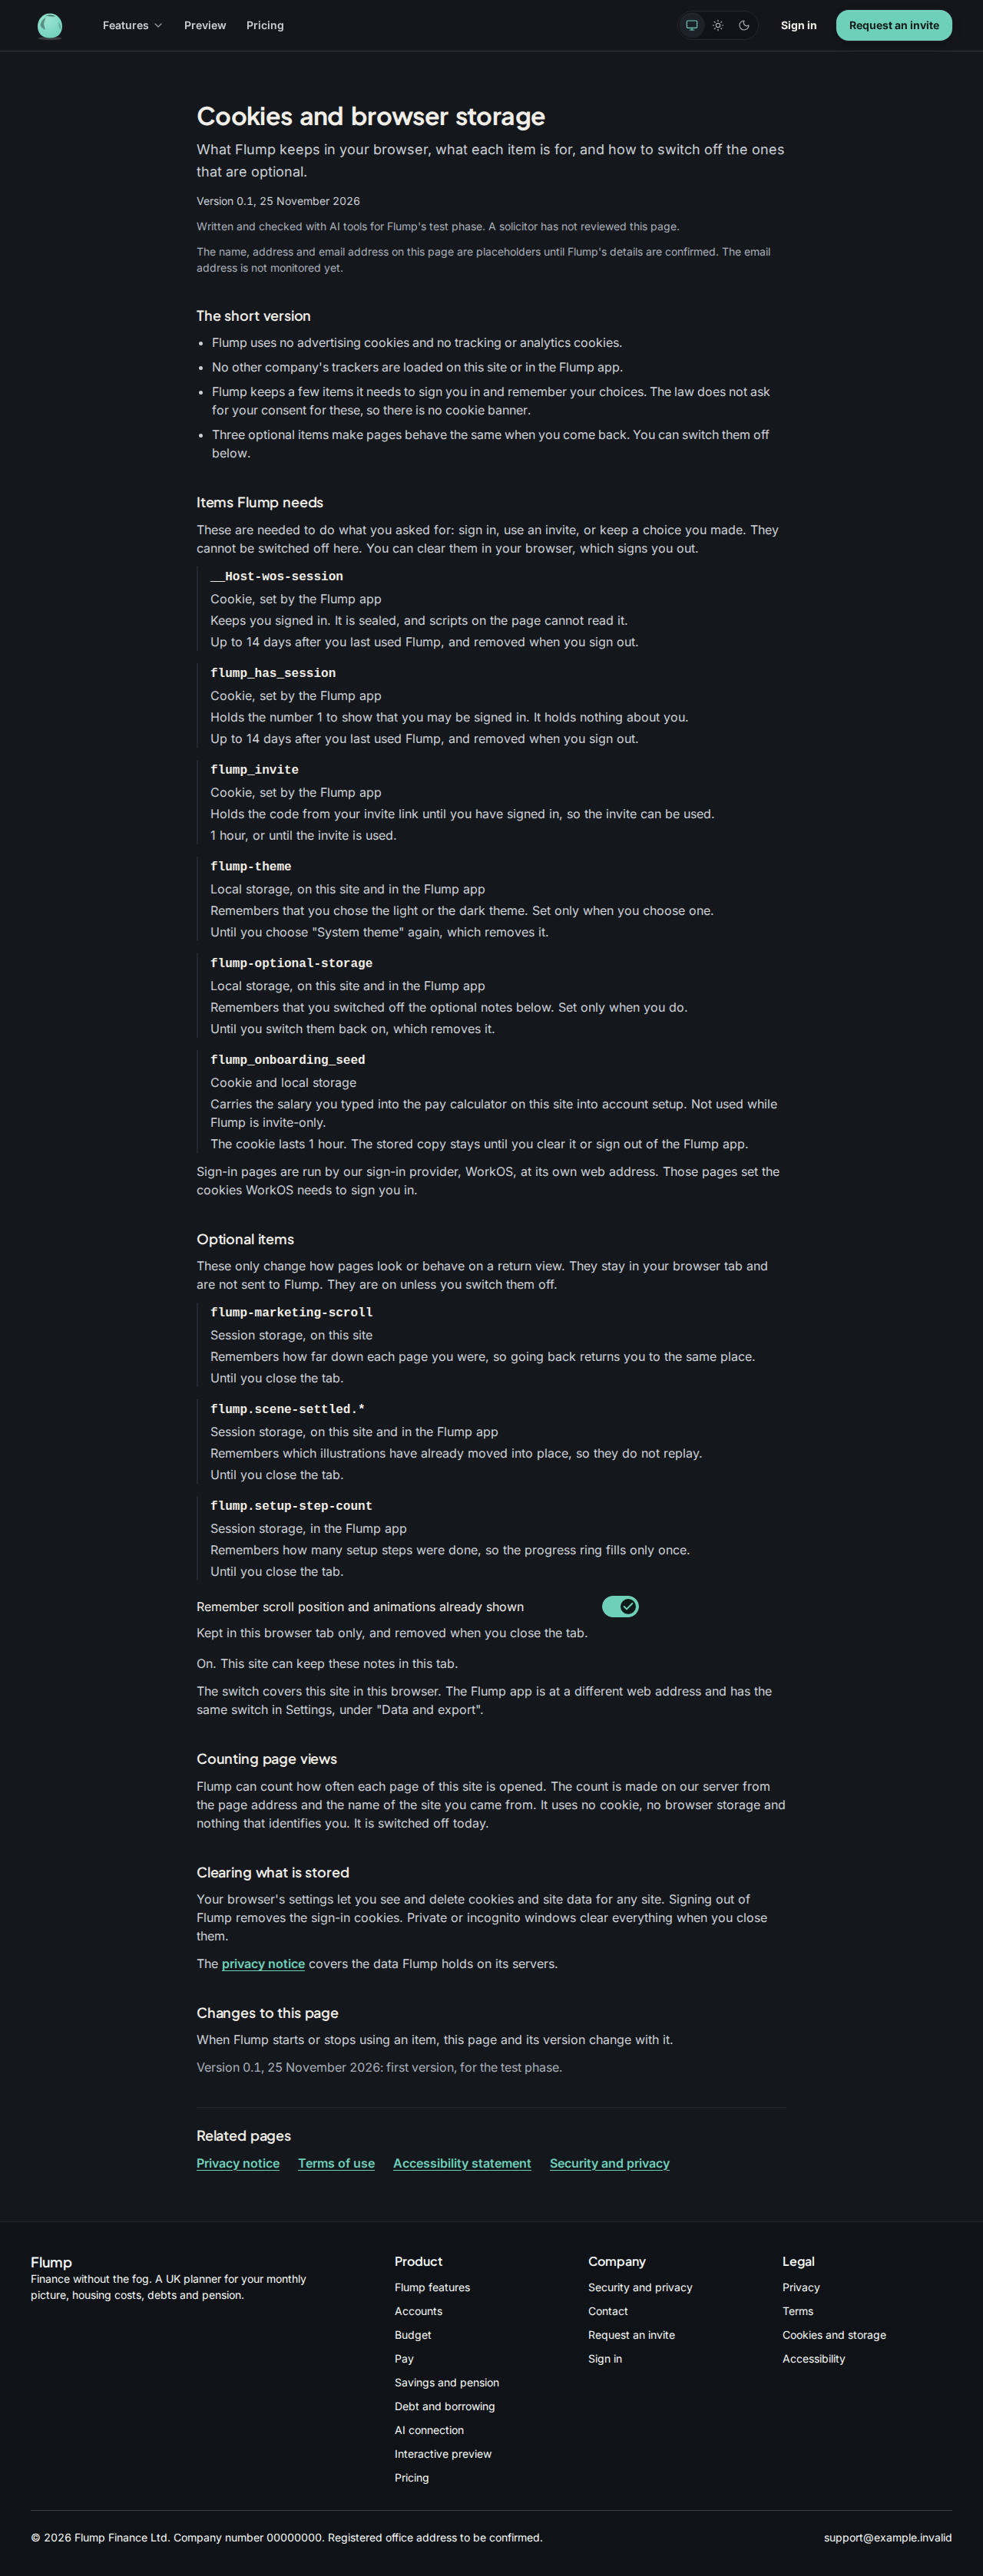 Features
Preview
Pricing
Sign in
Request an invite
Cookies and browser storage
What Flump keeps in your browser, what each item is for, and how to switch off the ones
that are optional.
Version 0.1, 25 November 2026
Written and checked with AI tools for Flump's test phase. A solicitor has not reviewed this page.
The name, address and email address on this page are placeholders until Flump's details are confirmed. The email
address is not monitored yet.
The short version
• Flump uses no advertising cookies and no tracking or analytics cookies.
• No other company's trackers are loaded on this site or in the Flump app.
• Flump keeps a few items it needs to sign you in and remember your choices. The law does not ask
for your consent for these, so there is no cookie banner.
• Three optional items make pages behave the same when you come back. You can switch them off
below.
Items Flump needs
These are needed to do what you asked for: sign in, use an invite, or keep a choice you made. They
cannot be switched off here. You can clear them in your browser, which signs you out.
__Host-wos-session
Cookie, set by the Flump app
Keeps you signed in. It is sealed, and scripts on the page cannot read it.
Up to 14 days after you last used Flump, and removed when you sign out.
flump_has_session
Cookie, set by the Flump app
Holds the number 1 to show that you may be signed in. It holds nothing about you.
Up to 14 days after you last used Flump, and removed when you sign out.
flump_invite
Cookie, set by the Flump app
Holds the code from your invite link until you have signed in, so the invite can be used.
1 hour, or until the invite is used.
flump-theme
Local storage, on this site and in the Flump app
Remembers that you chose the light or the dark theme. Set only when you choose one.
Until you choose "System theme" again, which removes it.
flump-optional-storage
Local storage, on this site and in the Flump app
Remembers that you switched off the optional notes below. Set only when you do.
Until you switch them back on, which removes it.
flump_onboarding_seed
Cookie and local storage
Carries the salary you typed into the pay calculator on this site into account setup. Not used while
Flump is invite-only.
The cookie lasts 1 hour. The stored copy stays until you clear it or sign out of the Flump app.
Sign-in pages are run by our sign-in provider, WorkOS, at its own web address. Those pages set the
cookies WorkOS needs to sign you in.
Optional items
These only change how pages look or behave on a return view. They stay in your browser tab and
are not sent to Flump. They are on unless you switch them off.
flump-marketing-scroll
Session storage, on this site
Remembers how far down each page you were, so going back returns you to the same place.
Until you close the tab.
flump.scene-settled.*
Session storage, on this site and in the Flump app
Remembers which illustrations have already moved into place, so they do not replay.
Until you close the tab.
flump.setup-step-count
Session storage, in the Flump app
Remembers how many setup steps were done, so the progress ring fills only once.
Until you close the tab.
Remember scroll position and animations already shown
Kept in this browser tab only, and removed when you close the tab.
On. This site can keep these notes in this tab.
The switch covers this site in this browser. The Flump app is at a different web address and has the
same switch in Settings, under "Data and export".
Counting page views
Flump can count how often each page of this site is opened. The count is made on our server from
the page address and the name of the site you came from. It uses no cookie, no browser storage and
nothing that identifies you. It is switched off today.
Clearing what is stored
Your browser's settings let you see and delete cookies and site data for any site. Signing out of
Flump removes the sign-in cookies. Private or incognito windows clear everything when you close
them.
The privacy notice covers the data Flump holds on its servers.
Changes to this page
When Flump starts or stops using an item, this page and its version change with it.
Version 0.1, 25 November 2026: first version, for the test phase.
Related pages
Privacy notice
Terms of use
Accessibility statement
Security and privacy
Flump
Finance without the fog. A UK planner for your monthly
picture, housing costs, debts and pension.
Product
Flump features
Accounts
Budget
Pay
Savings and pension
Debt and borrowing
AI connection
Interactive preview
Pricing
Company
Security and privacy
Contact
Request an invite
Sign in
Legal
Privacy
Terms
Cookies and storage
Accessibility
© 2026 Flump Finance Ltd. Company number 00000000. Registered office address to be confirmed.
support@example.invalid